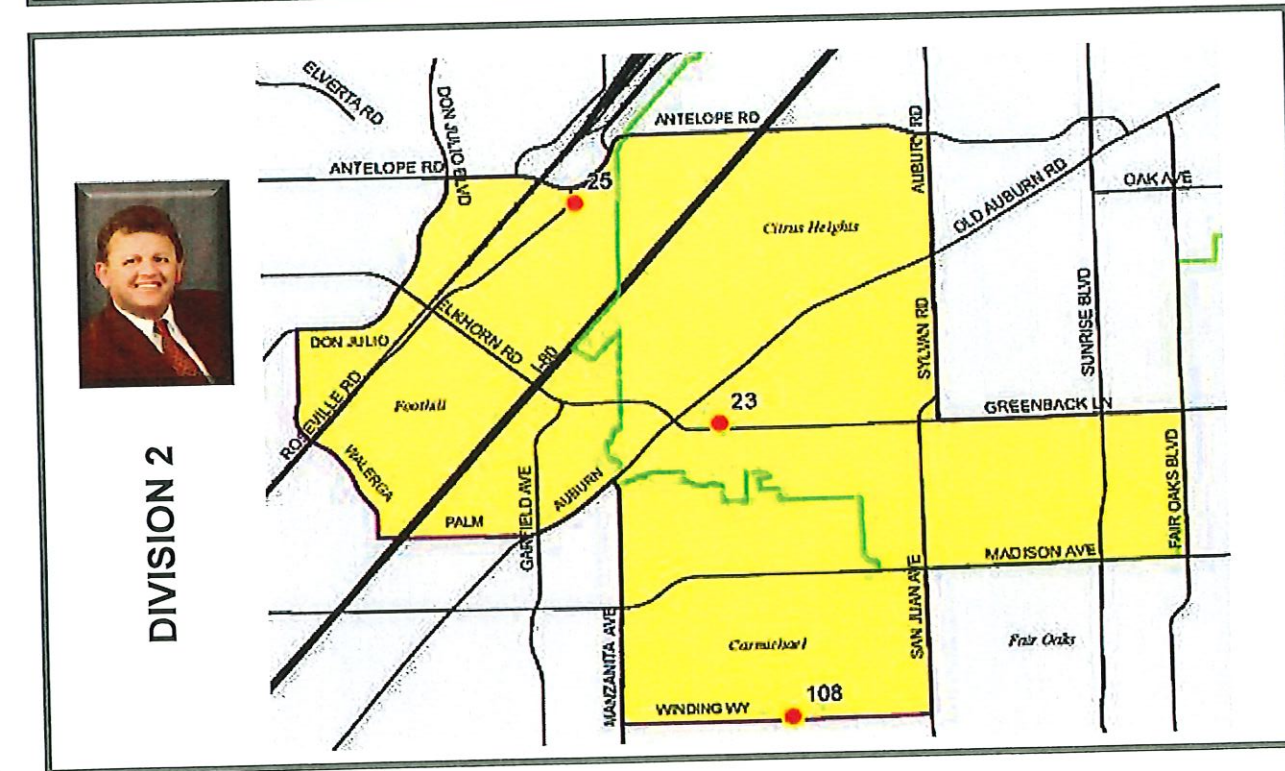 DIVISION 2
ELVERTA RD
DON JULIO BLVD
ANTELOPE RD
ANTELOPE RD
AUBURY RD
OLD AUBURN RD
OAK AVE
25
Citrus Heights
ELKHORN RD
I-80
SYLVAN RD
SUNRISE BLVD
DON JULIO
Foothill
ROSEVILLE RD
23
GREENBACK LN
WALERGA
AUBURN
PALM
GARFIELD AVE
FAIR OAKS BLVD
MADISON AVE
MANZANITA AVE
SAN JUAN AVE
Carmichael
Fair Oaks
108
WINDING WY